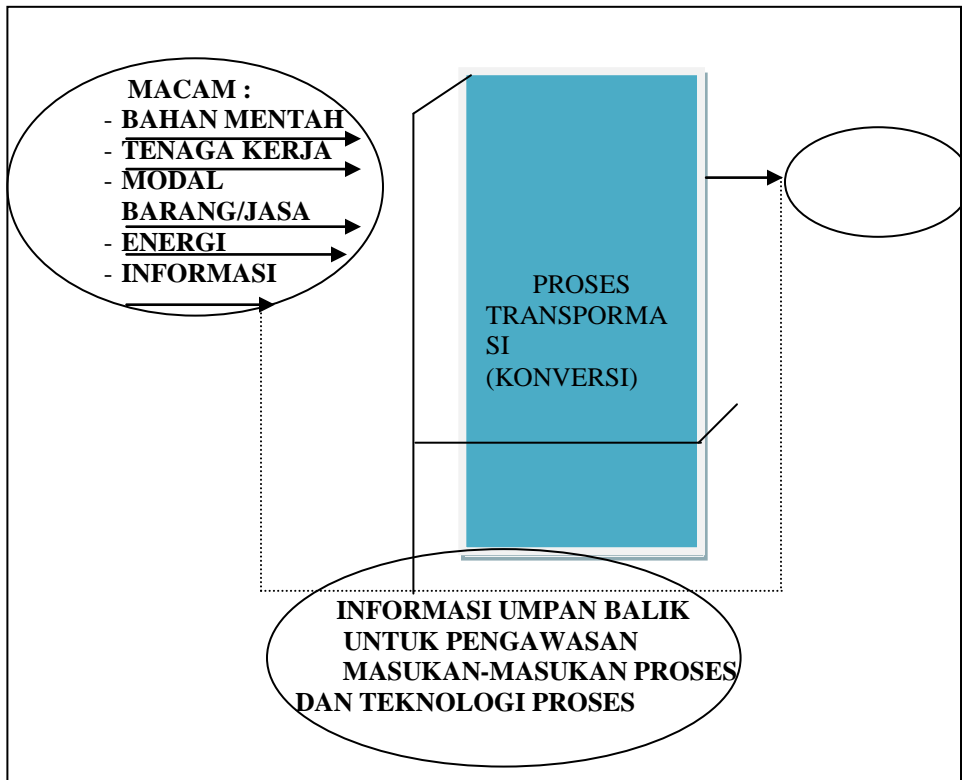 MACAM :
- BAHAN MENTAH
- TENAGA KERJA
- MODAL
BARANG/JASA
- ENERGI
- INFORMASI
PROSES
TRANSPORMA
SI
(KONVERSI)
INFORMASI UMPAN BALIK
UNTUK PENGAWASAN
MASUKAN-MASUKAN PROSES
DAN TEKNOLOGI PROSES